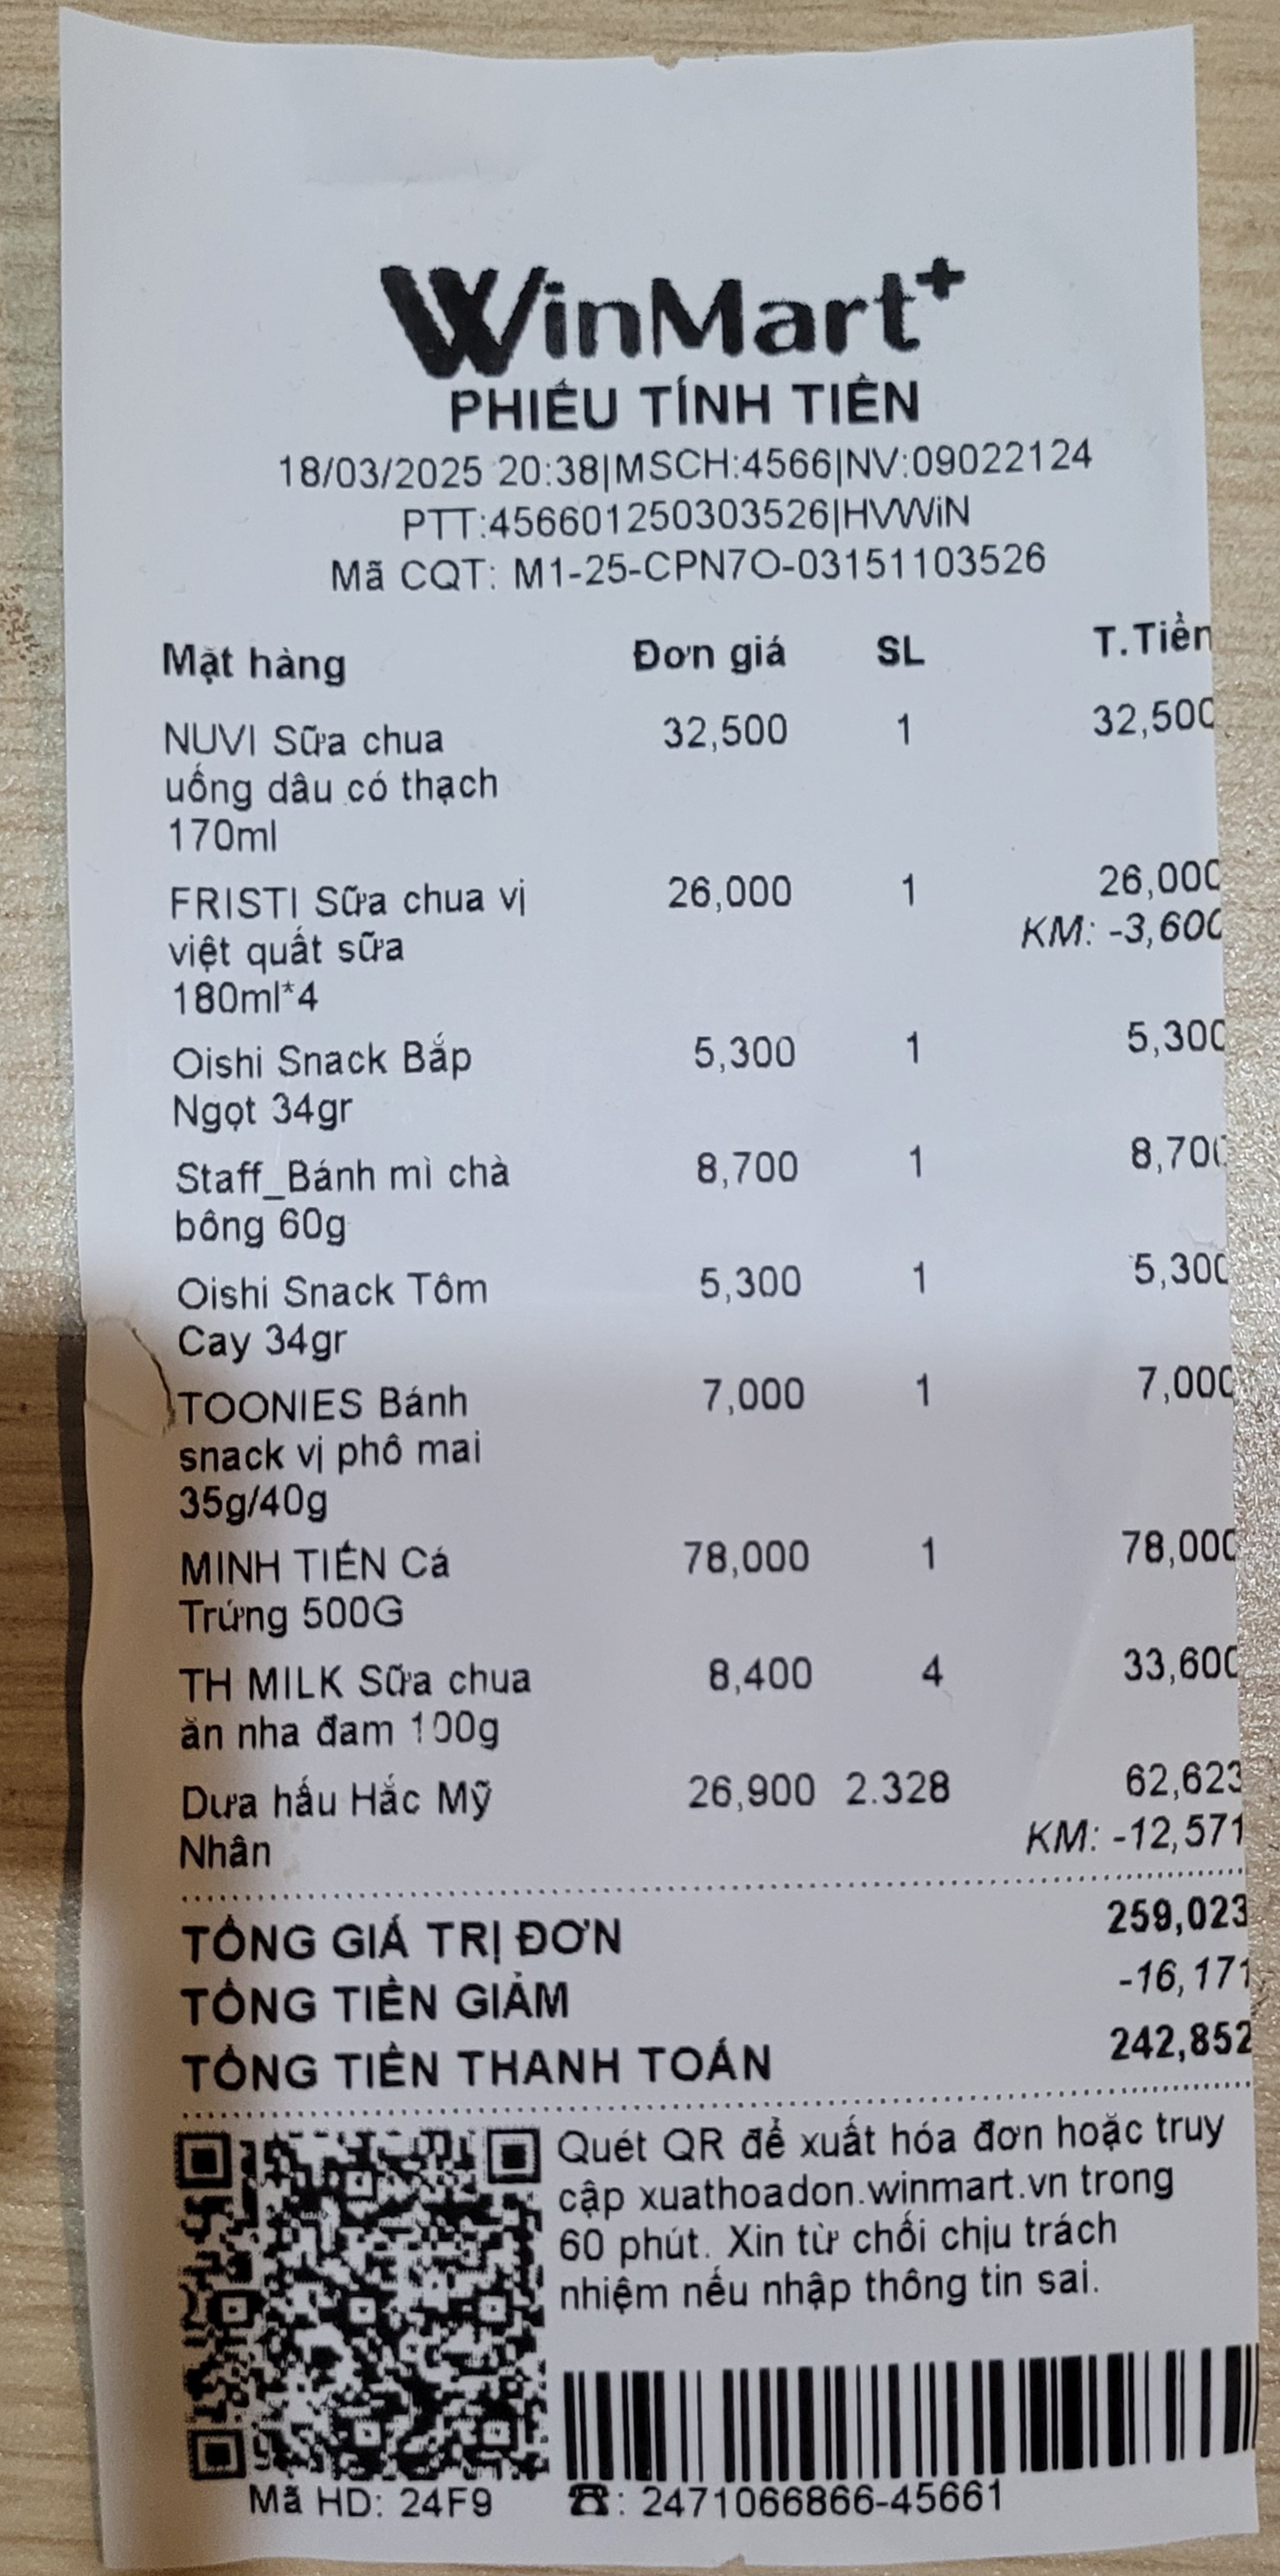 WinMart+
PHIẾU TÍNH TIỀN
18/03/2025 20:38|MSCH:4566|NV:09022124
PTT:456601250303526|HVWiN
Mã CQT: M1-25-CPN7O-03151103526
Mặt hàng Đơn giá SL T.Tiền
NUVI Sữa chua 32,500 1 32,500
uống dâu có thạch
170ml
FRISTI Sữa chua vị 26,000 1 26,000
việt quất sữa KM: -3,600
180ml*4
Oishi Snack Bắp 5,300 1 5,300
Ngọt 34gr
Staff_Bánh mì chà 8,700 1 8,700
bông 60g
Oishi Snack Tôm 5,300 1 5,300
Cay 34gr
TOONIES Bánh 7,000 1 7,000
snack vị phô mai
35g/40g
MINH TIẾN Cá 78,000 1 78,000
Trứng 500G
TH MILK Sữa chua 8,400 4 33,600
ăn nha đam 100g
Dưa hấu Hắc Mỹ 26,900 2.328 62,623
Nhân KM: -12,571
TỔNG GIÁ TRỊ ĐƠN 259,023
TỔNG TIỀN GIẢM -16,171
TỔNG TIỀN THANH TOÁN 242,852
Quét QR để xuất hóa đơn hoặc truy
cập xuathoadon.winmart.vn trong
60 phút. Xin từ chối chịu trách
nhiệm nếu nhập thông tin sai.
Mã HD: 24F9 ☎: 2471066866-45661